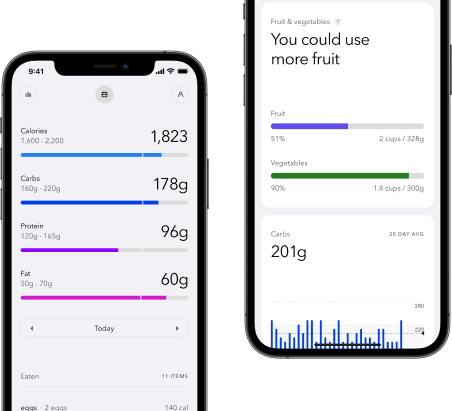 9:41
Calories
1,600 - 2,200
1,823
Carbs
160g - 220g
178g
Protein
120g - 165g
96g
Fat
50g - 70g
60g
Today
Eaten
11 ITEMS
eggs · 2 eggs
140 cal
Fruit & vegetables ?
You could use
more fruit
Fruit
51%
2 cups / 328g
Vegetables
90%
1.8 cups / 300g
Carbs
30 DAY AVG
201g
280
220